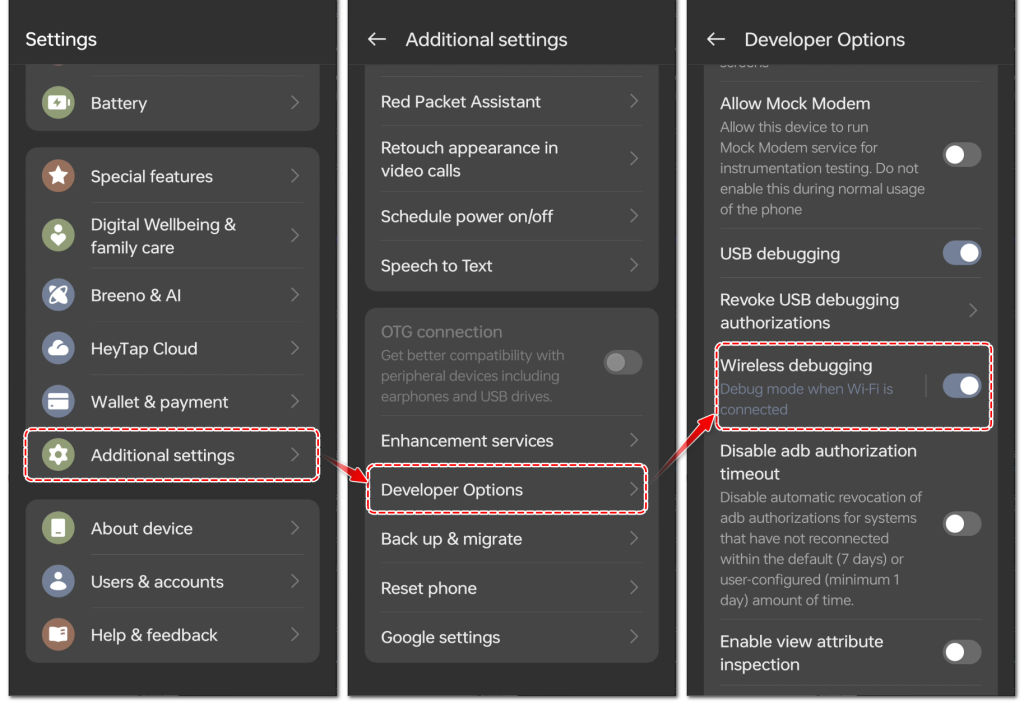 Settings
Battery
Special features
Digital Wellbeing &
family care
Breeno & AI
HeyTap Cloud
Wallet & payment
Additional settings
About device
Users & accounts
Help & feedback
Additional settings
Red Packet Assistant
Retouch appearance in
video calls
Schedule power on/off
Speech to Text
OTG connection
Get better compatibility with
peripheral devices including
earphones and USB drives.
Enhancement services
Developer Options
Back up & migrate
Reset phone
Google settings
Developer Options
screens
Allow Mock Modem
Allow this device to run
Mock Modem service for
instrumentation testing. Do not
enable this during normal usage
of the phone
USB debugging
Revoke USB debugging
authorizations
Wireless debugging
Debug mode when Wi-Fi is
connected
Disable adb authorization
timeout
Disable automatic revocation of
adb authorizations for systems
that have not reconnected
within the default (7 days) or
user-configured (minimum 1
day) amount of time.
Enable view attribute
inspection